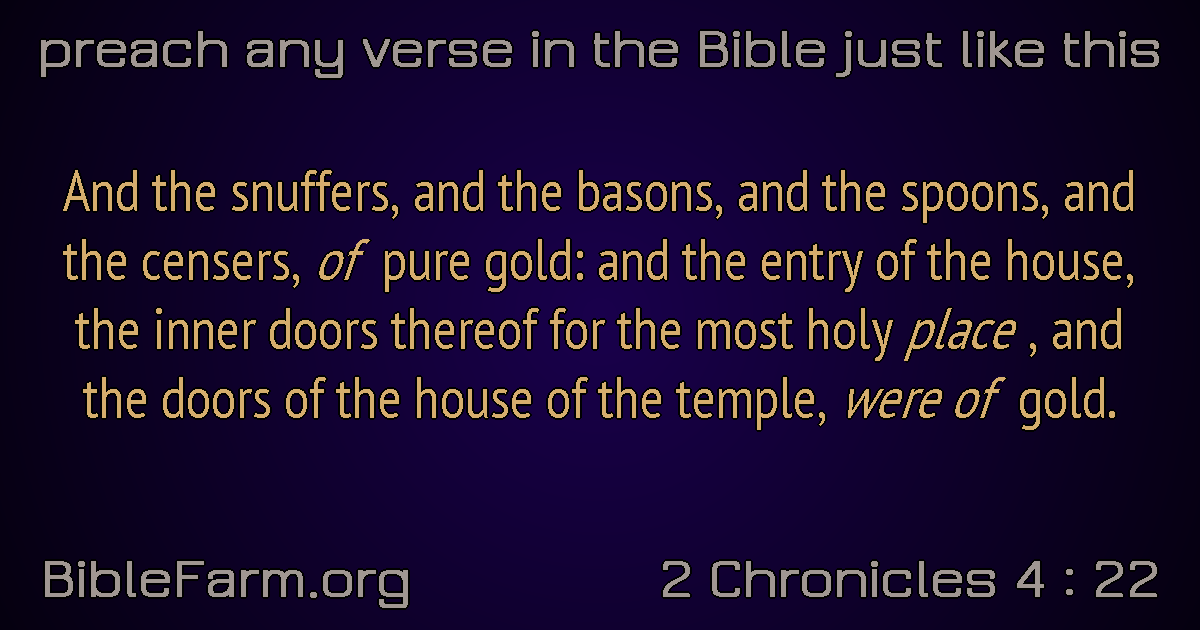 preach any verse in the Bible just like this
And the snuffers, and the basons, and the spoons, and
the censers, of pure gold: and the entry of the house,
the inner doors thereof for the most holy place , and
the doors of the house of the temple, were of gold.
BibleFarm.org
2 Chronicles 4 : 22